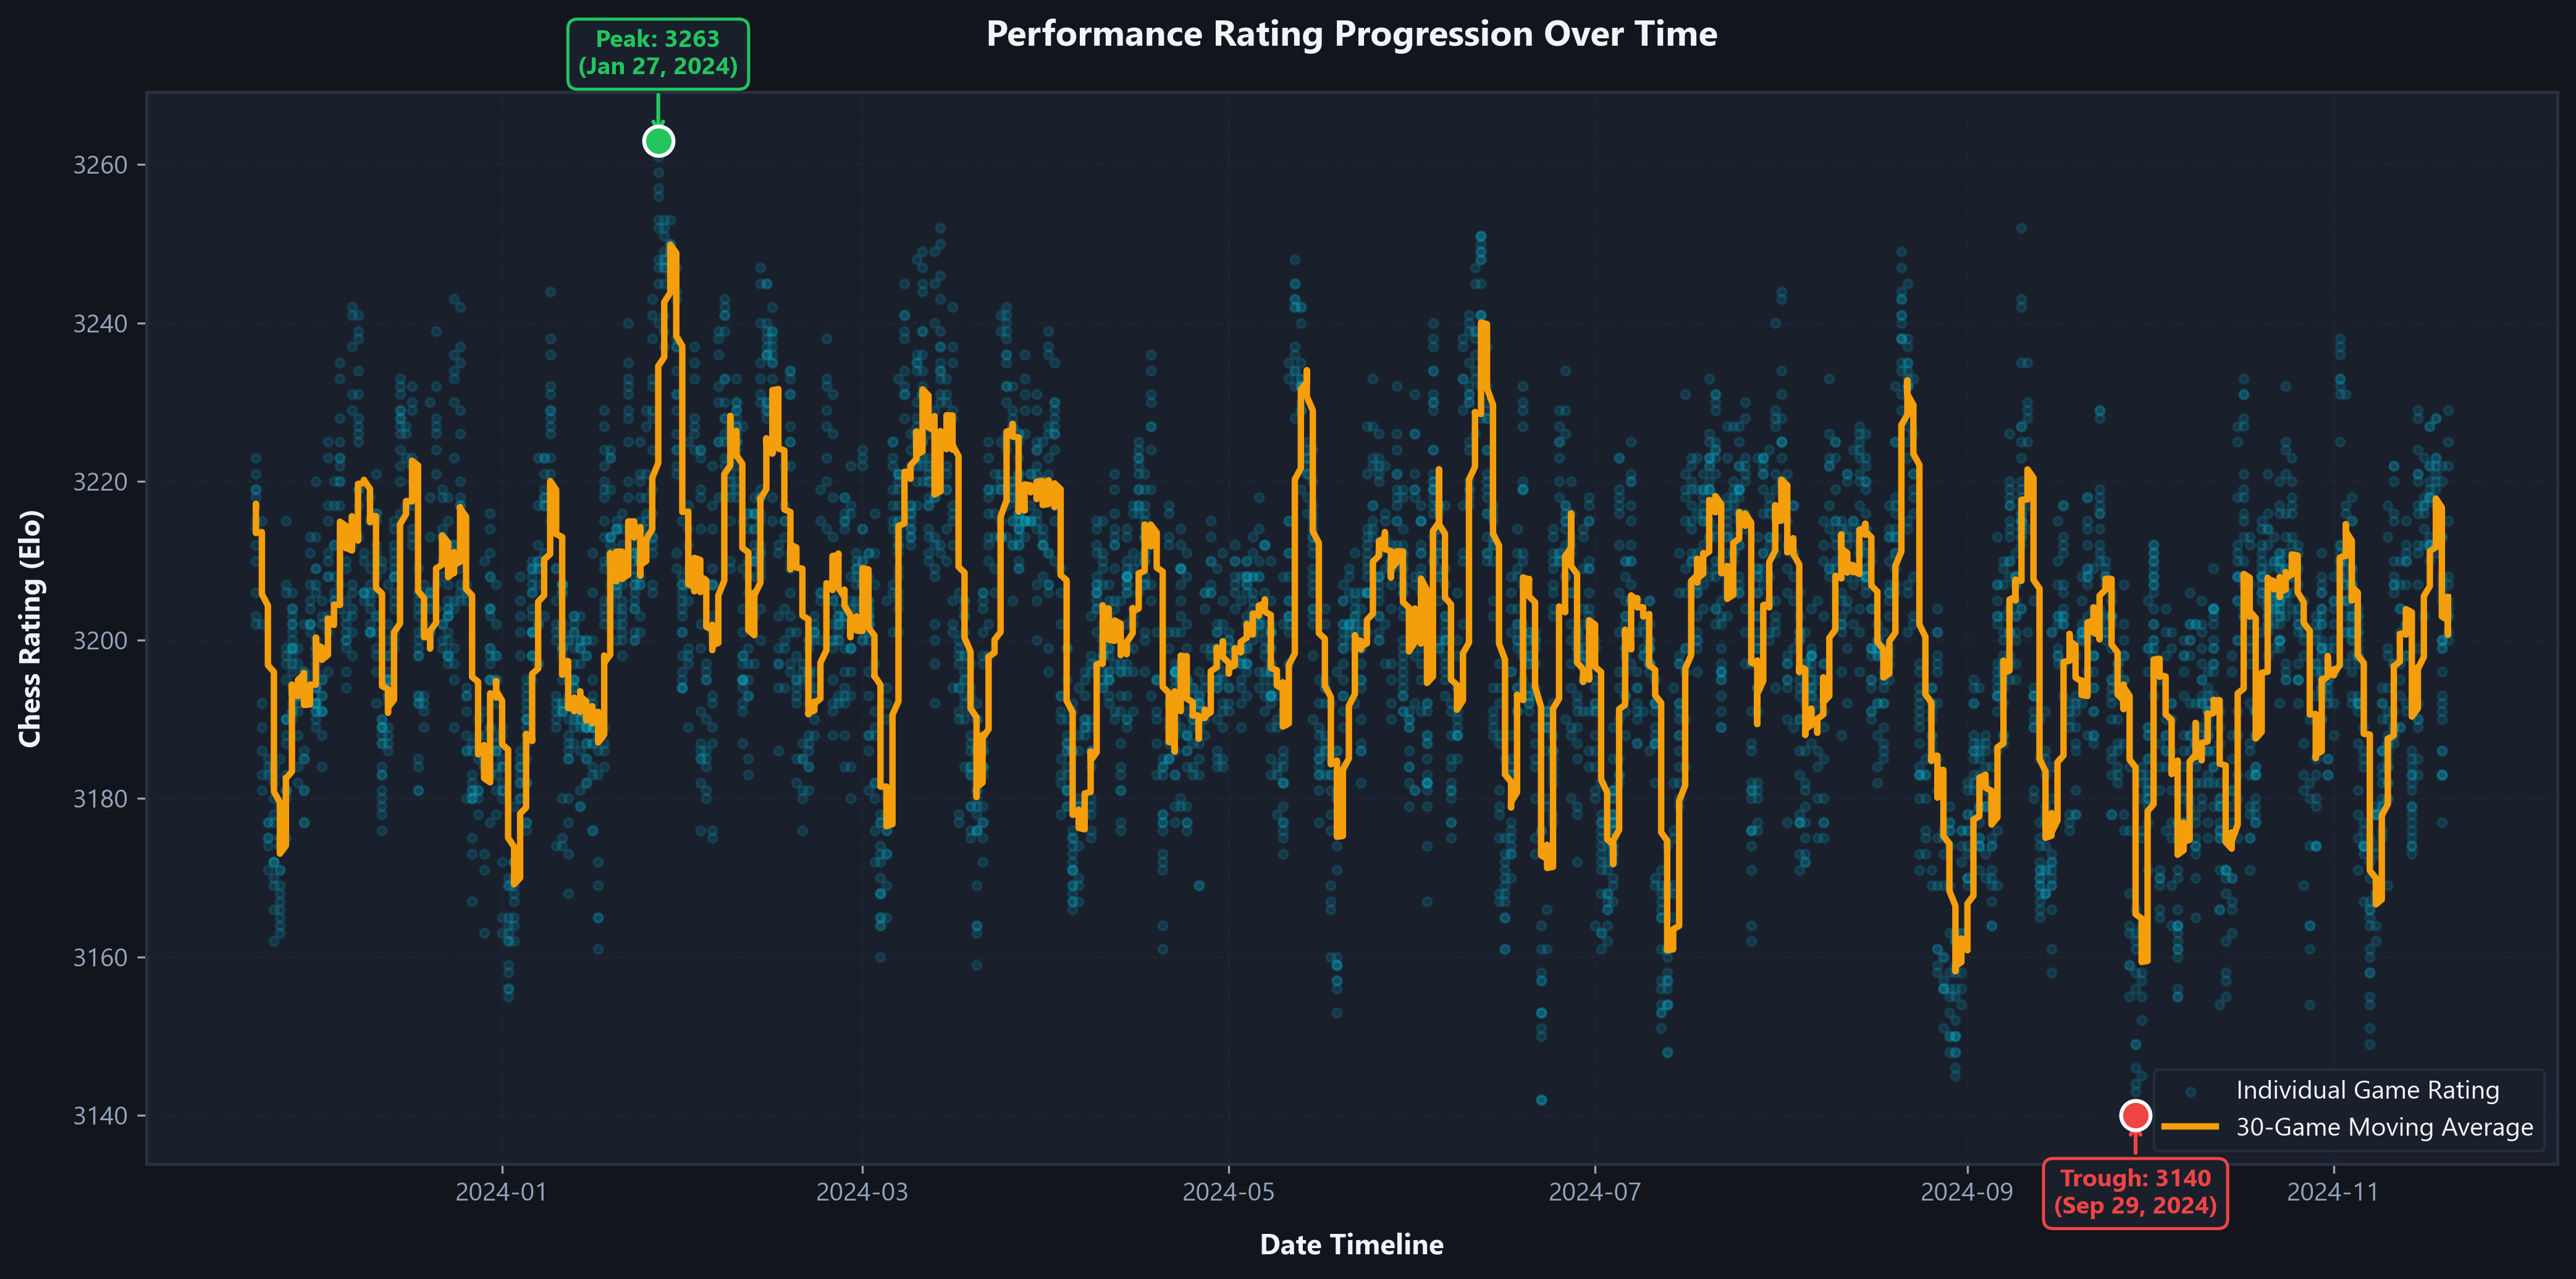 Performance Rating Progression Over Time
Peak: 3263
(Jan 27, 2024)
Chess Rating (Elo)
3260
3240
3220
3200
3180
3160
3140
Individual Game Rating
30-Game Moving Average
2024-01
2024-03
2024-05
2024-07
2024-09
2024-11
Trough: 3140
(Sep 29, 2024)
Date Timeline